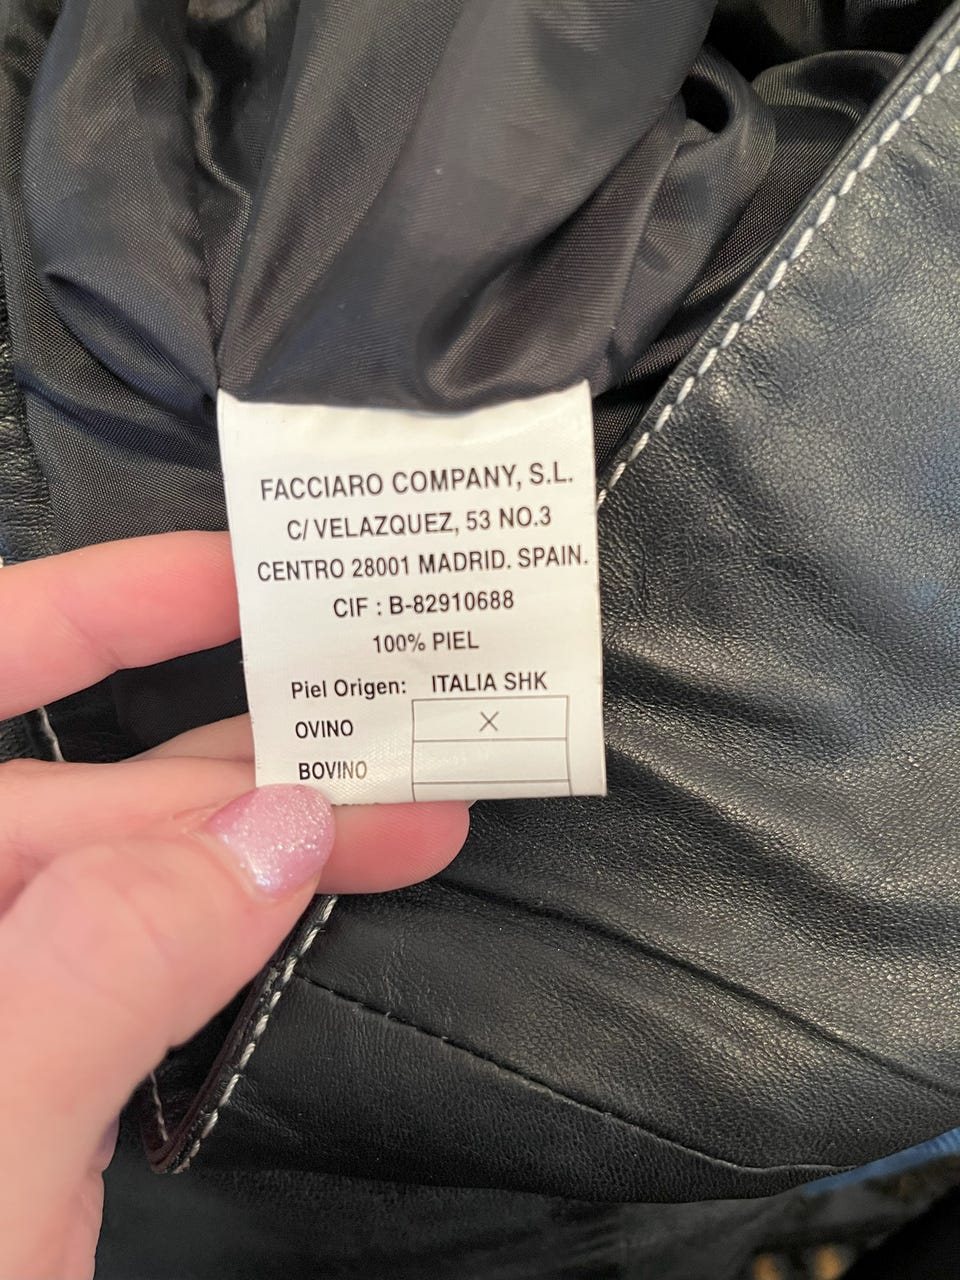 FACCIARO COMPANY, S.L.
C/ VELAZQUEZ, 53 NO.3
CENTRO 28001 MADRID. SPAIN.
CIF : B-82910688
100% PIEL
Piel Origen: ITALIA SHK
OVINO X
BOVINO